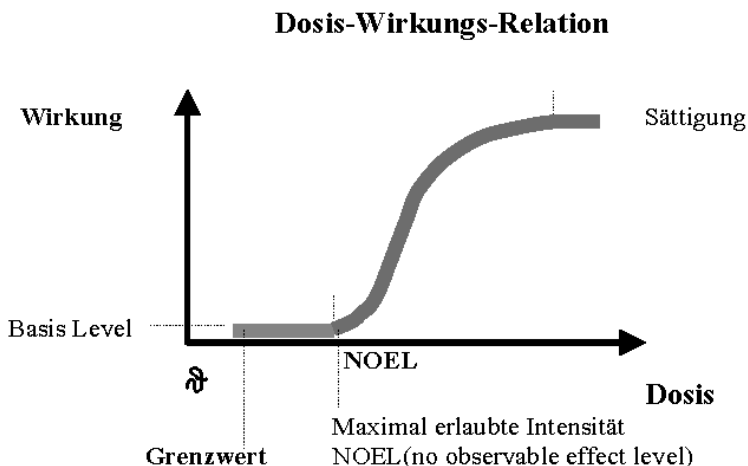 Dosis-Wirkungs-Relation
Wirkung
Sättigung
Basis Level
NOEL
Dosis
Maximal erlaubte Intensität
Grenzwert
NOEL(no observable effect level)